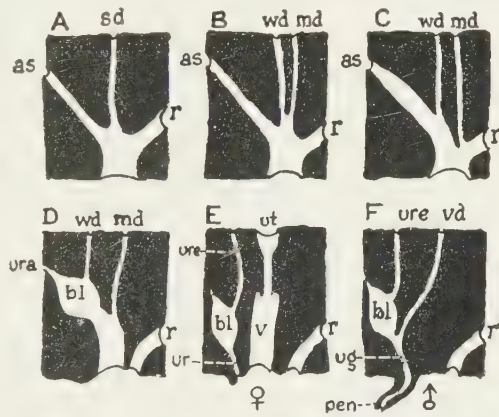 A sd
as
r
B wd md
as
r
C wd md
as
r
D wd md
ura
bl
r
E ut
ure
bl
v
ur
r
♀
F ure vd
bl
ug
r
pen
♂